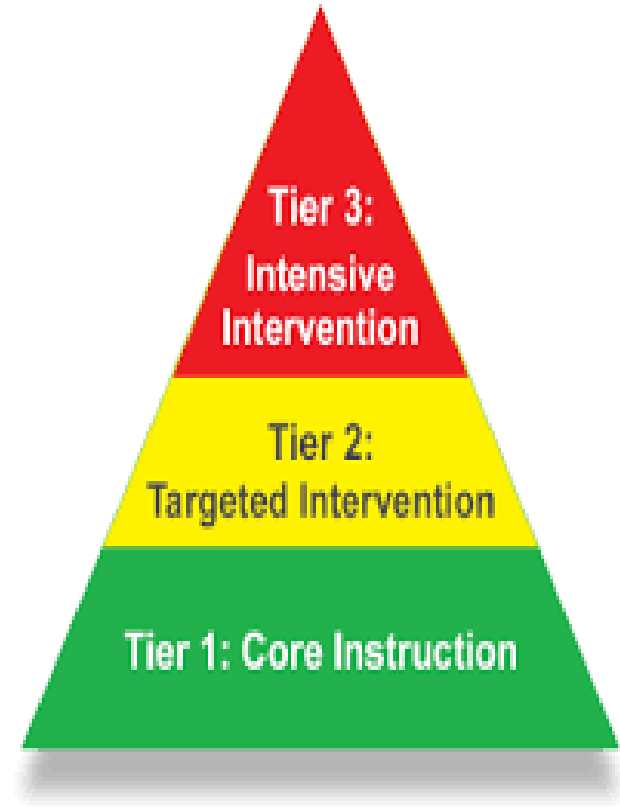 Tier 3:
Intensive
Intervention
Tier 2:
Targeted Intervention
Tier 1: Core Instruction